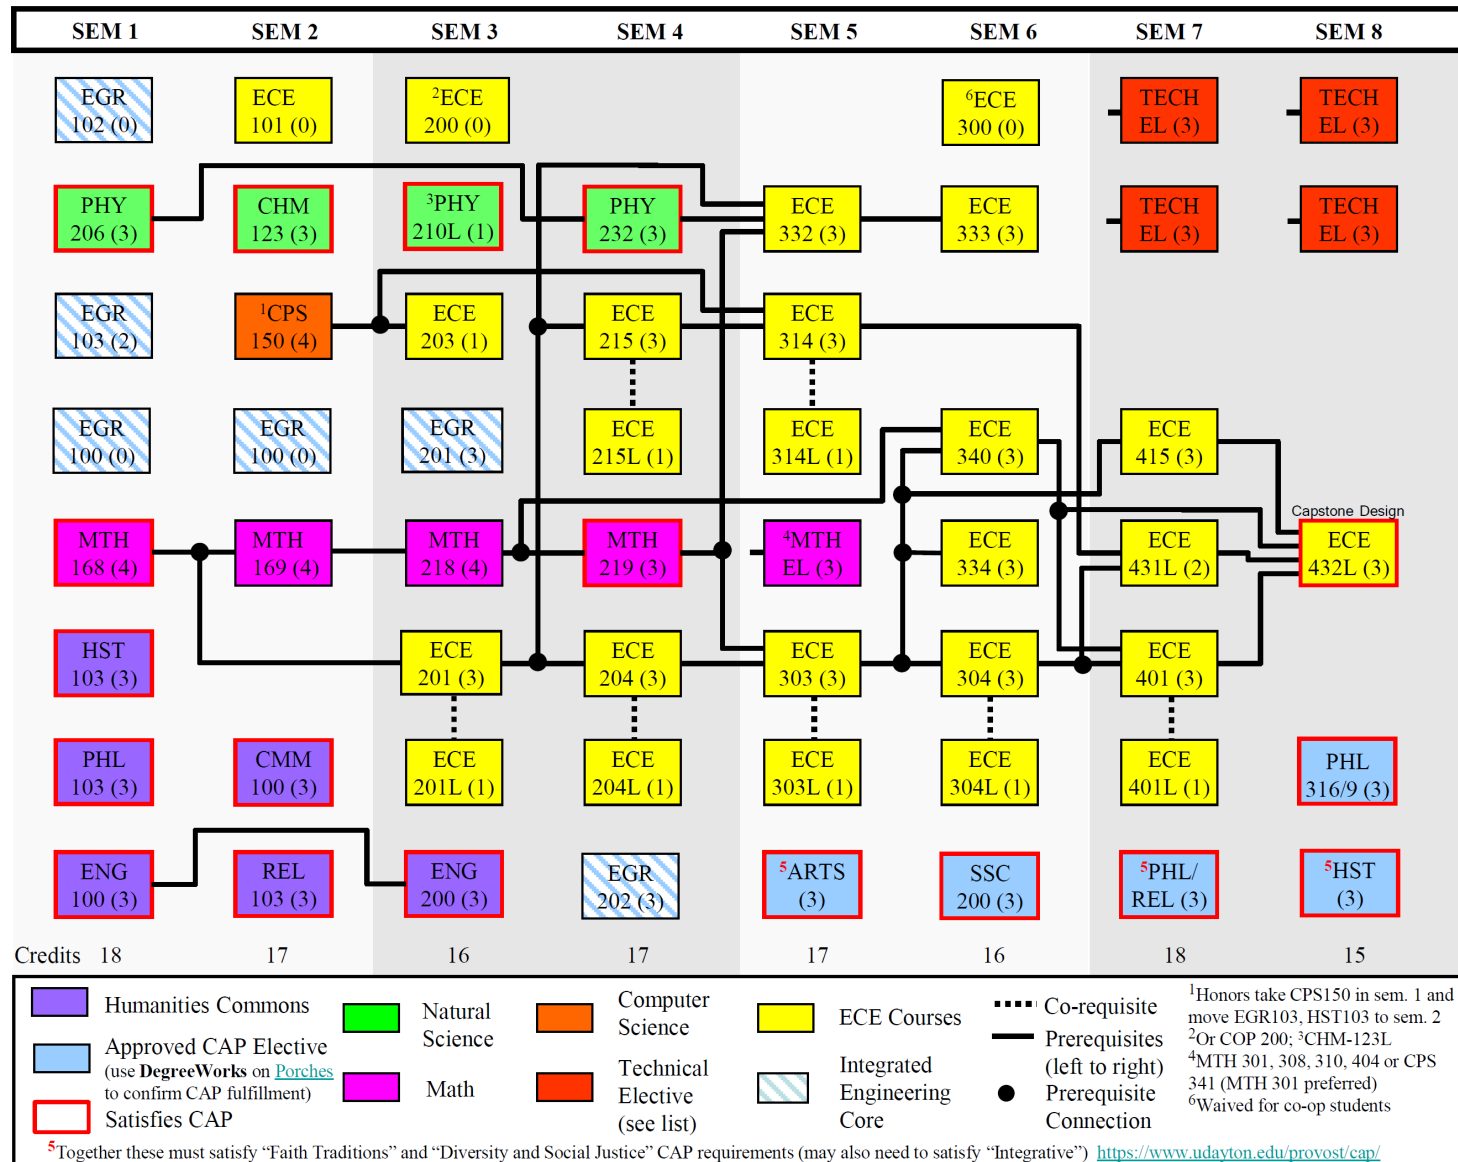 SEM 1 SEM 2 SEM 3 SEM 4 SEM 5 SEM 6 SEM 7 SEM 8
EGR
102 (0)
ECE
101 (0)
²ECE
200 (0)
⁶ECE
300 (0)
TECH
EL (3)
TECH
EL (3)
PHY
206 (3)
CHM
123 (3)
³PHY
210L (1)
PHY
232 (3)
ECE
332 (3)
ECE
333 (3)
TECH
EL (3)
TECH
EL (3)
EGR
103 (2)
¹CPS
150 (4)
ECE
203 (1)
ECE
215 (3)
ECE
314 (3)
EGR
100 (0)
EGR
100 (0)
EGR
201 (3)
ECE
215L (1)
ECE
314L (1)
ECE
340 (3)
ECE
415 (3)
MTH
168 (4)
MTH
169 (4)
MTH
218 (4)
MTH
219 (3)
⁴MTH
EL (3)
ECE
334 (3)
ECE
431L (2)
Capstone Design
ECE
432L (3)
HST
103 (3)
ECE
201 (3)
ECE
204 (3)
ECE
303 (3)
ECE
304 (3)
ECE
401 (3)
PHL
103 (3)
CMM
100 (3)
ECE
201L (1)
ECE
204L (1)
ECE
303L (1)
ECE
304L (1)
ECE
401L (1)
PHL
316/9 (3)
ENG
100 (3)
REL
103 (3)
ENG
200 (3)
EGR
202 (3)
⁵ARTS
(3)
SSC
200 (3)
⁵PHL/
REL (3)
⁵HST
(3)
Credits 18 17 16 17 17 16 18 15
Humanities Commons
Approved CAP Elective
(use DegreeWorks on Porches
to confirm CAP fulfillment)
Satisfies CAP
Natural
Science
Math
Computer
Science
Technical
Elective
(see list)
ECE Courses
Integrated
Engineering
Core
Co-requisite
Prerequisites
(left to right)
Prerequisite
Connection
¹Honors take CPS150 in sem. 1 and
move EGR103, HST103 to sem. 2
²Or COP 200; ³CHM-123L
⁴MTH 301, 308, 310, 404 or CPS
341 (MTH 301 preferred)
⁶Waived for co-op students
⁵Together these must satisfy “Faith Traditions” and “Diversity and Social Justice” CAP requirements (may also need to satisfy “Integrative”) https://www.udayton.edu/provost/cap/